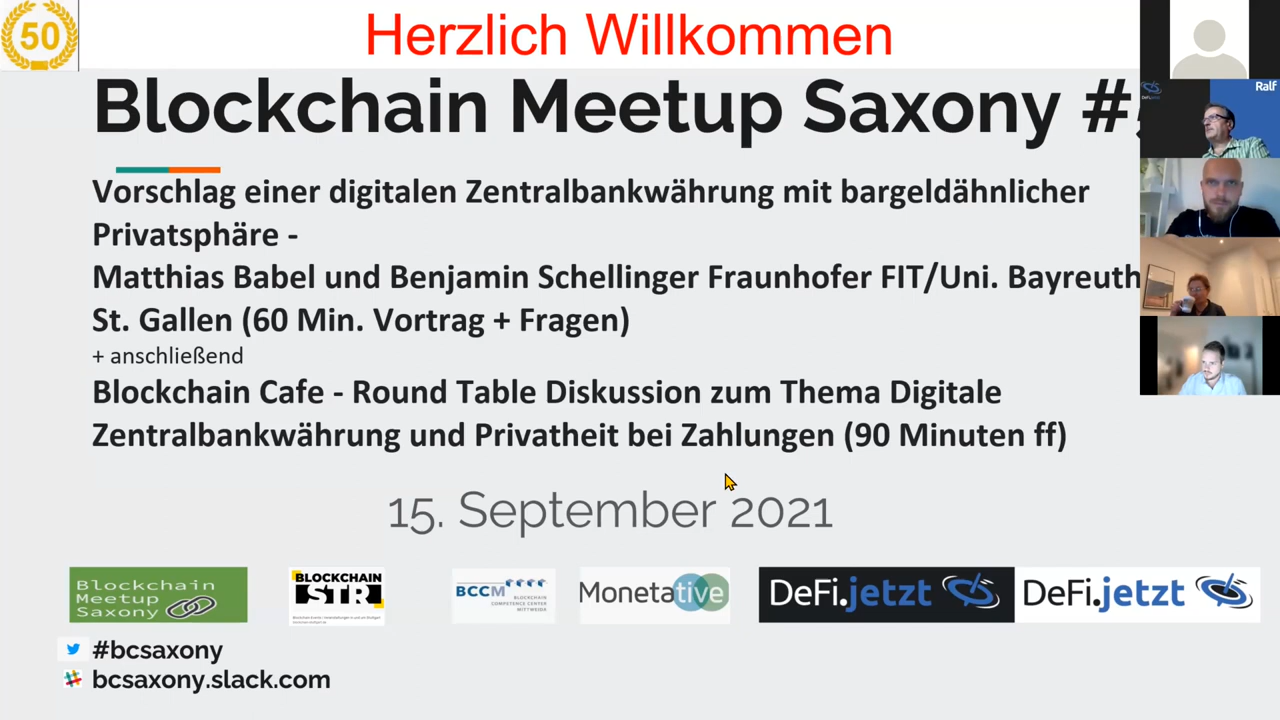 50
Herzlich Willkommen
Blockchain Meetup Saxony #
Vorschlag einer digitalen Zentralbankwährung mit bargeldähnlicher
Privatsphäre -
Matthias Babel und Benjamin Schellinger Fraunhofer FIT/Uni. Bayreuth
St. Gallen (60 Min. Vortrag + Fragen)
+ anschließend
Blockchain Cafe - Round Table Diskussion zum Thema Digitale
Zentralbankwährung und Privatheit bei Zahlungen (90 Minuten ff)
15. September 2021
Blockchain
Meetup
Saxony
BLOCKCHAIN
STR
BCCM
BLOCKCHAIN
COMPETENCE CENTER
MITTWEIDA
Monetative
DeFi.jetzt
DeFi.jetzt
#bcsaxony
bcsaxony.slack.com
DeFi.jetzt
Ralf